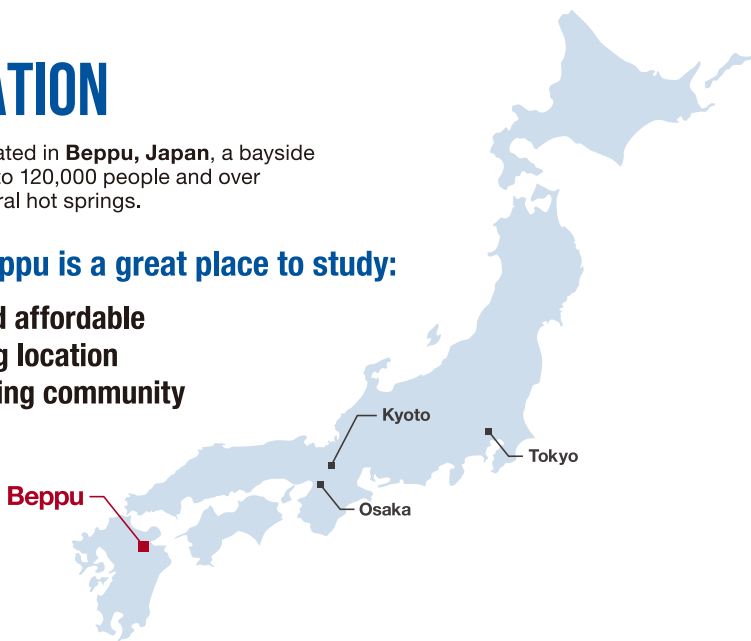 ATION
ated in Beppu, Japan, a bayside
to 120,000 people and over
ral hot springs.
ppu is a great place to study:
d affordable
g location
ing community
Kyoto
Tokyo
Beppu
Osaka